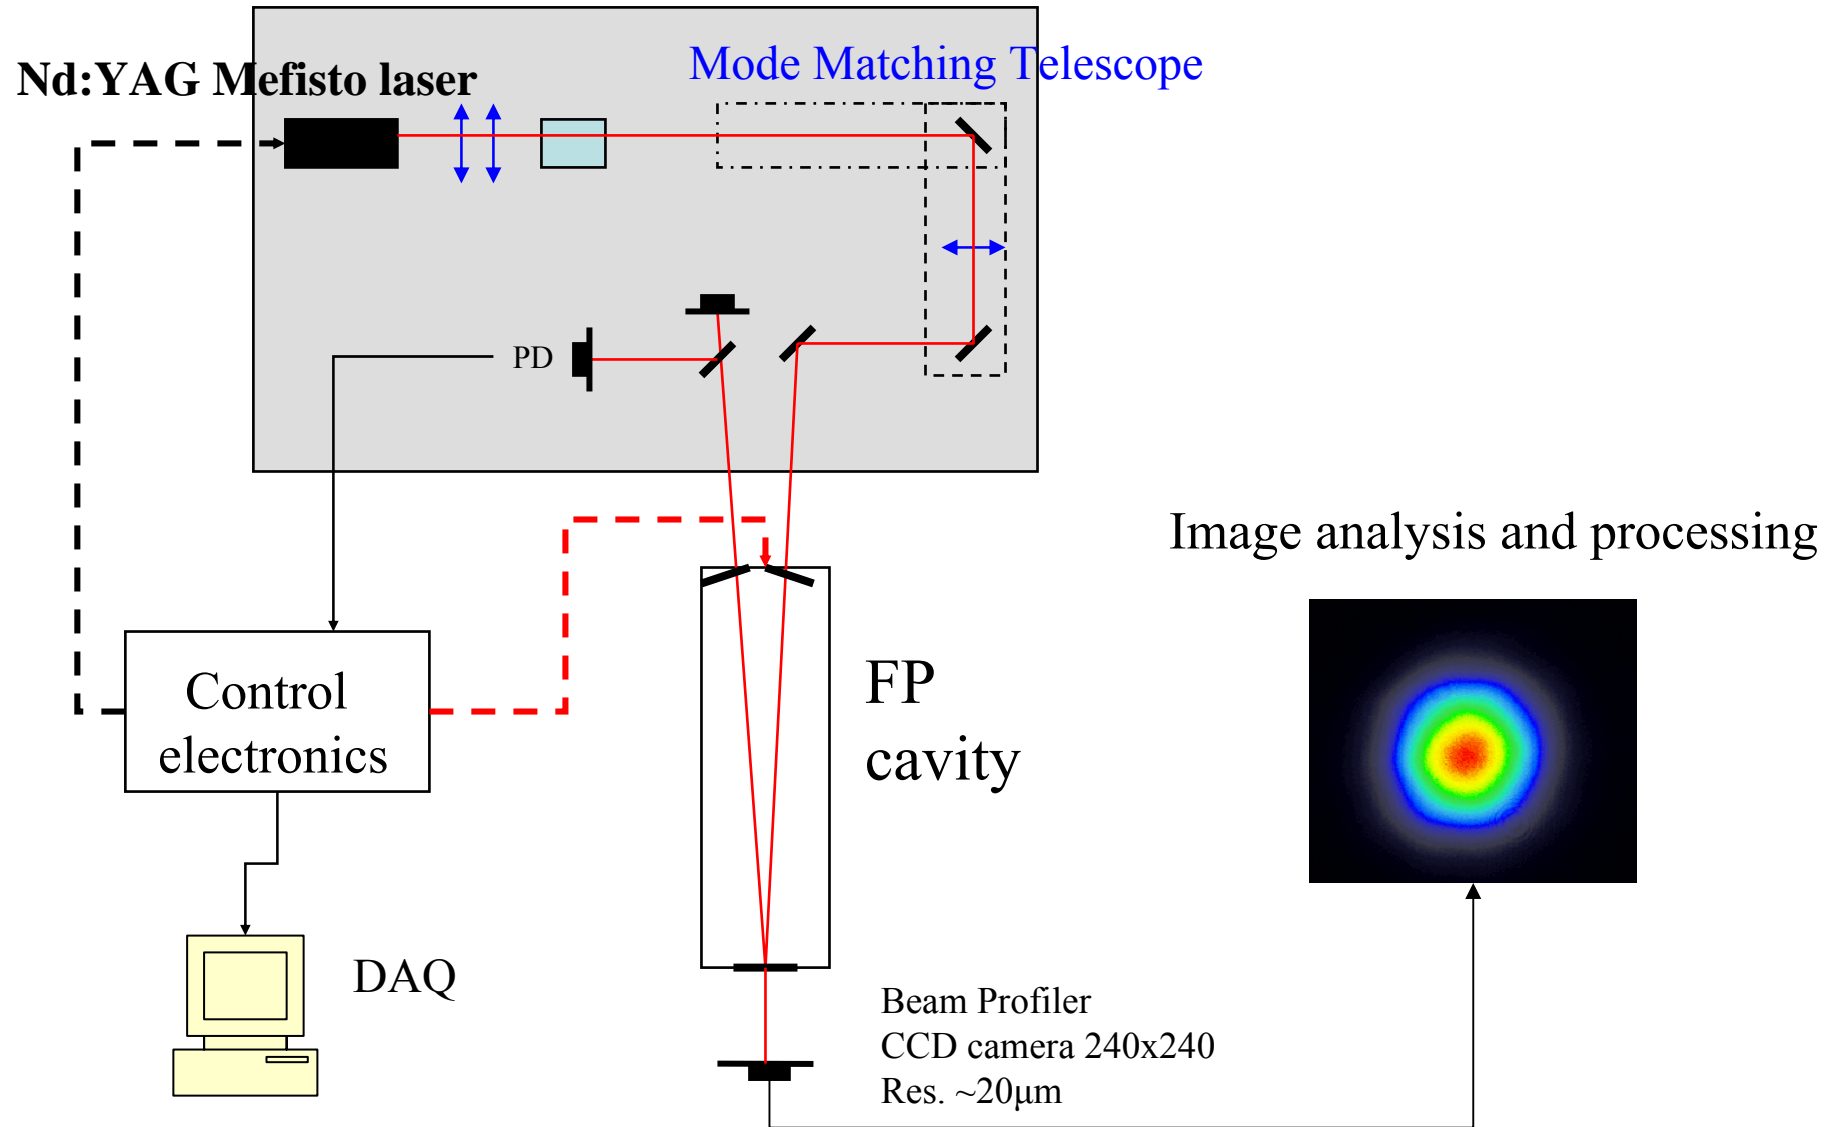 Nd:YAG Mefisto laser
Mode Matching Telescope
PD
Image analysis and processing
Control
electronics
FP
cavity
DAQ
Beam Profiler
CCD camera 240x240
Res. ~20μm